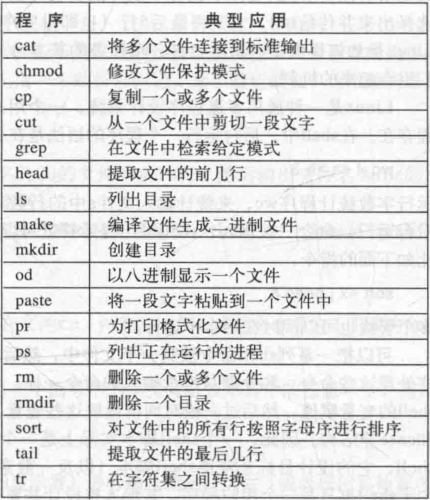 程 序 典 型 应 用
cat 将多个文件连接到标准输出
chmod 修改文件保护模式
cp 复制一个或多个文件
cut 从一个文件中剪切一段文字
grep 在文件中检索给定模式
head 提取文件的前几行
ls 列出目录
make 编译文件生成二进制文件
mkdir 创建目录
od 以八进制显示一个文件
paste 将一段文字粘贴到一个文件中
pr 为打印格式化文件
ps 列出正在运行的进程
rm 删除一个或多个文件
rmdir 删除一个目录
sort 对文件中的所有行按照字母序进行排序
tail 提取文件的最后几行
tr 在字符集之间转换